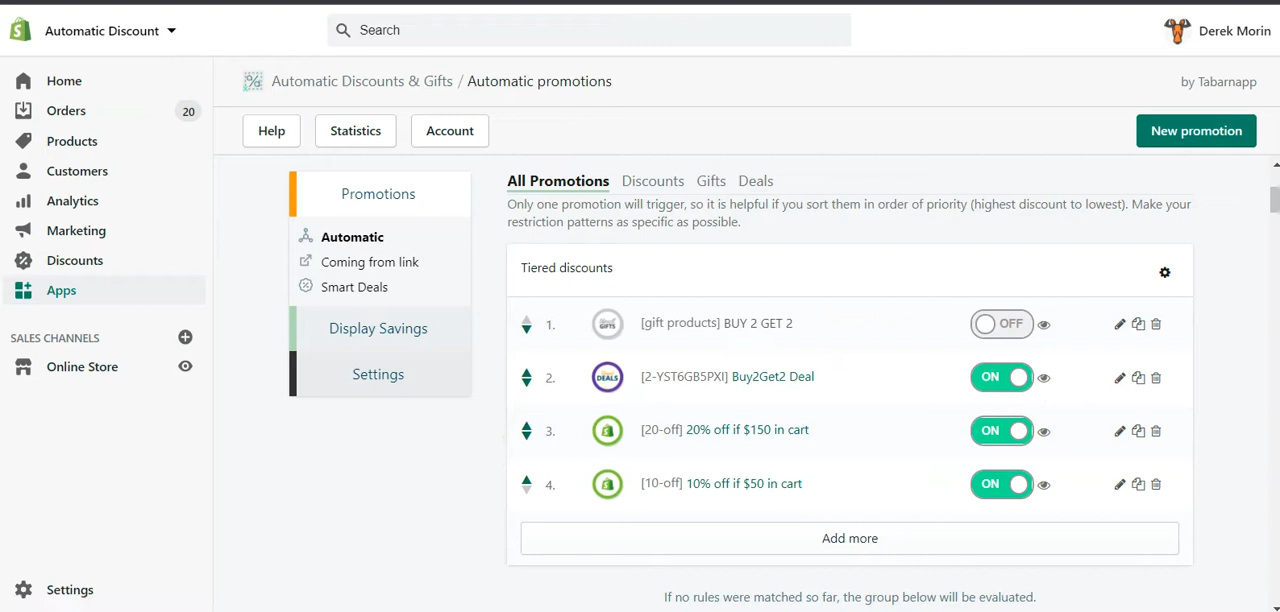 Automatic Discount
Search
Derek Morin
Home
Orders
20
Products
Customers
Analytics
Marketing
Discounts
Apps
SALES CHANNELS
Online Store
Settings
Automatic Discounts & Gifts / Automatic promotions
by Tabarnapp
Help
Statistics
Account
New promotion
Promotions
Automatic
Coming from link
Smart Deals
Display Savings
Settings
All Promotions Discounts Gifts Deals
Only one promotion will trigger, so it is helpful if you sort them in order of priority (highest discount to lowest). Make your
restriction patterns as specific as possible.
Tiered discounts
1. GIFTS [gift products] BUY 2 GET 2 OFF
2. DEALS [2-YST6GB5PXI] Buy2Get2 Deal ON
3. [20-off] 20% off if $150 in cart ON
4. [10-off] 10% off if $50 in cart ON
Add more
If no rules were matched so far, the group below will be evaluated.